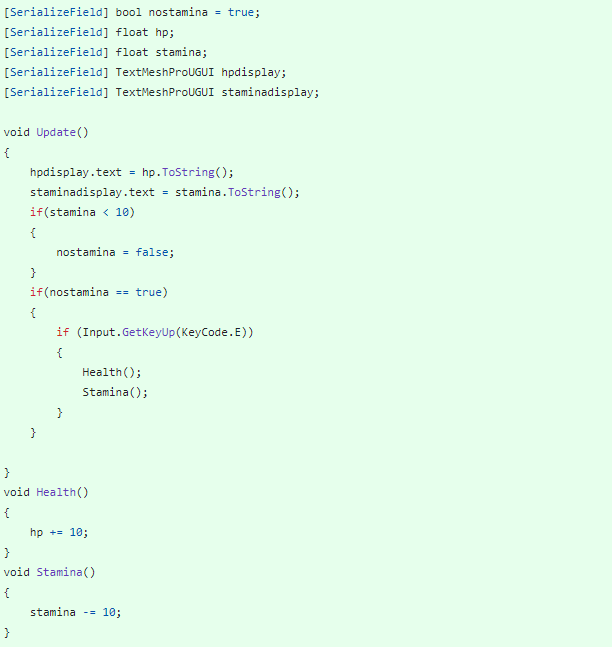 [SerializeField] bool nostamina = true;
[SerializeField] float hp;
[SerializeField] float stamina;
[SerializeField] TextMeshProUGUI hpdisplay;
[SerializeField] TextMeshProUGUI staminadisplay;

void Update()
{
    hpdisplay.text = hp.ToString();
    staminadisplay.text = stamina.ToString();
    if(stamina < 10)
    {
        nostamina = false;
    }
    if(nostamina == true)
    {
        if (Input.GetKeyUp(KeyCode.E))
        {
            Health();
            Stamina();
        }
    }

}
void Health()
{
    hp += 10;
}
void Stamina()
{
    stamina -= 10;
}